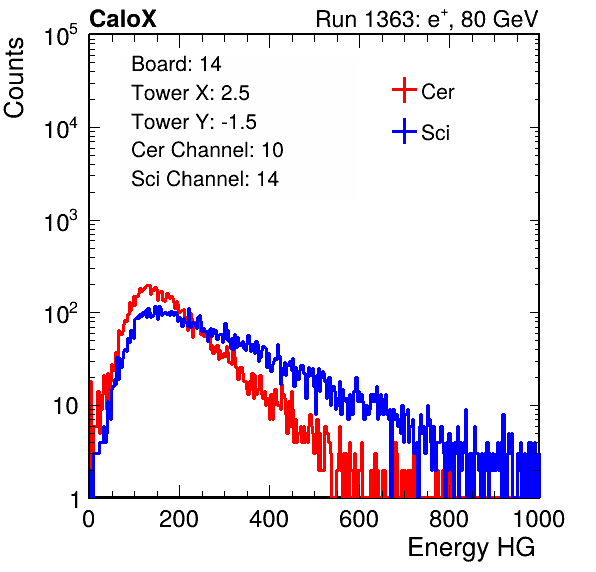 CaloX Run 1363: e⁺, 80 GeV
Counts
10⁵
10⁴
10³
10²
10
1
Board: 14
Tower X: 2.5
Tower Y: -1.5
Cer Channel: 10
Sci Channel: 14
Cer
Sci
0 200 400 600 800 1000
Energy HG